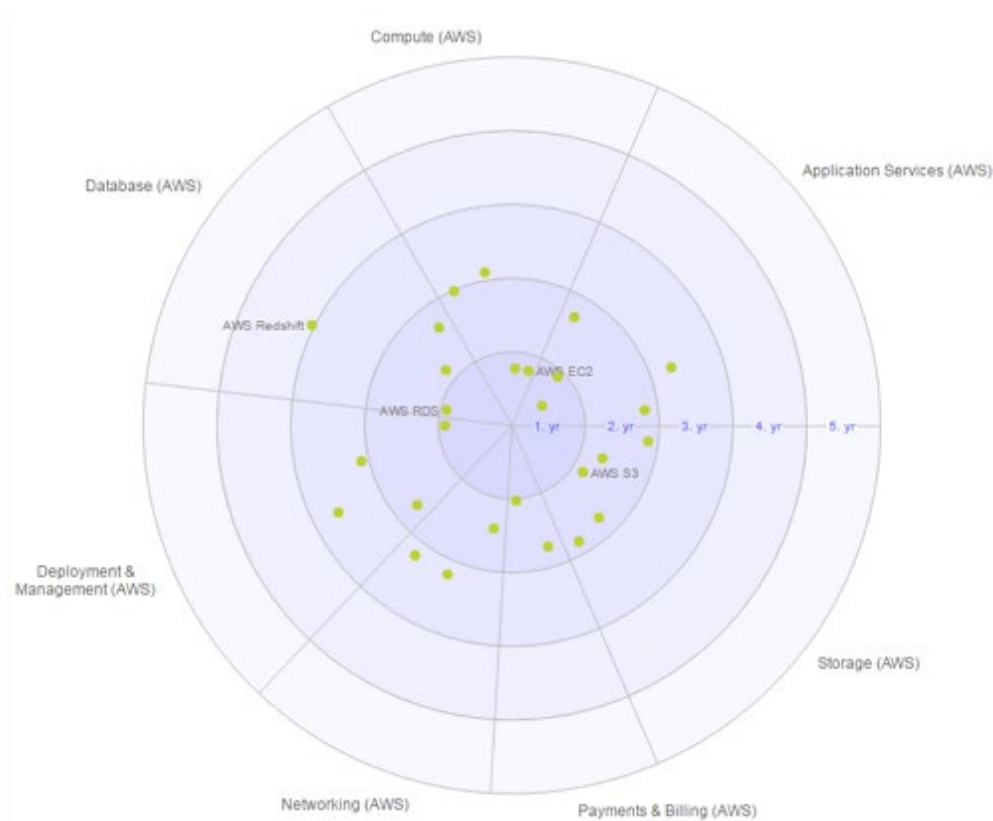 Compute (AWS)
Application Services (AWS)
Database (AWS)
AWS Redshift
AWS EC2
AWS RDS
1. yr
2. yr
3. yr
4. yr
5. yr
AWS S3
Deployment &
Management (AWS)
Storage (AWS)
Networking (AWS)
Payments & Billing (AWS)